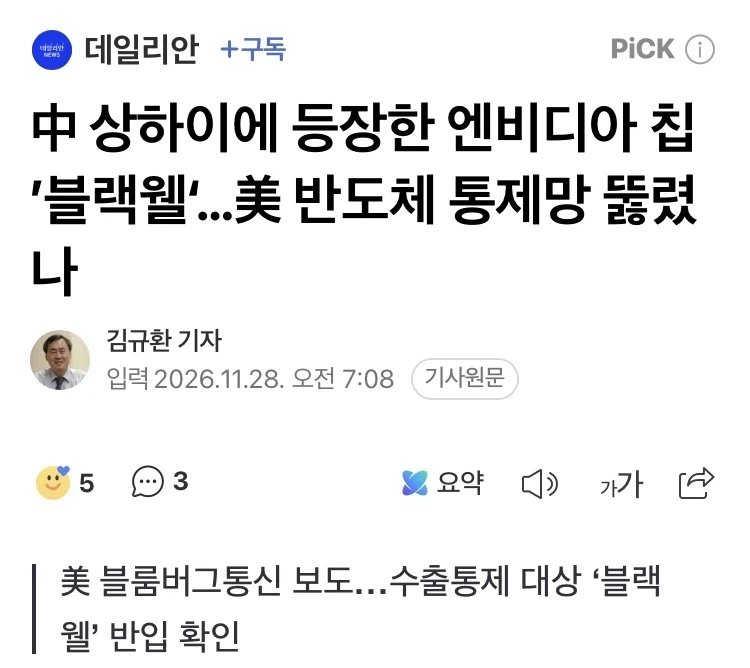 데일리안 NEWS
데일리안 +구독 PiCK
中 상하이에 등장한 엔비디아 칩
’블랙웰‘…美 반도체 통제망 뚫렸
나
김규환 기자
입력 2026.11.28. 오전 7:08 기사원문
5 3 요약 가가
美 블룸버그통신 보도…수출통제 대상 ‘블랙
웰’ 반입 확인